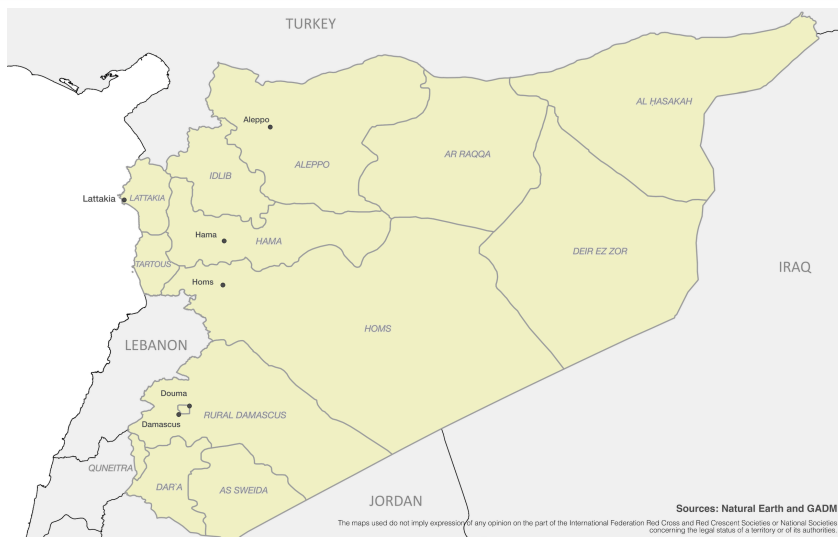 TURKEY
Aleppo
AL HASAKAH
AR RAQQA
ALEPPO
IDLIB
Lattakia
LATTAKIA
Hama
HAMA
DEIR EZ ZOR
TARTOUS
IRAQ
Homs
HOMS
LEBANON
Douma
RURAL DAMASCUS
Damascus
QUNEITRA
DAR'A
AS SWEIDA
JORDAN
Sources: Natural Earth and GADM
The maps used do not imply expression of any opinion on the part of the International Federation Red Cross and Red Crescent Societies or National Societies
concerning the legal status of a territory or of its authorities.